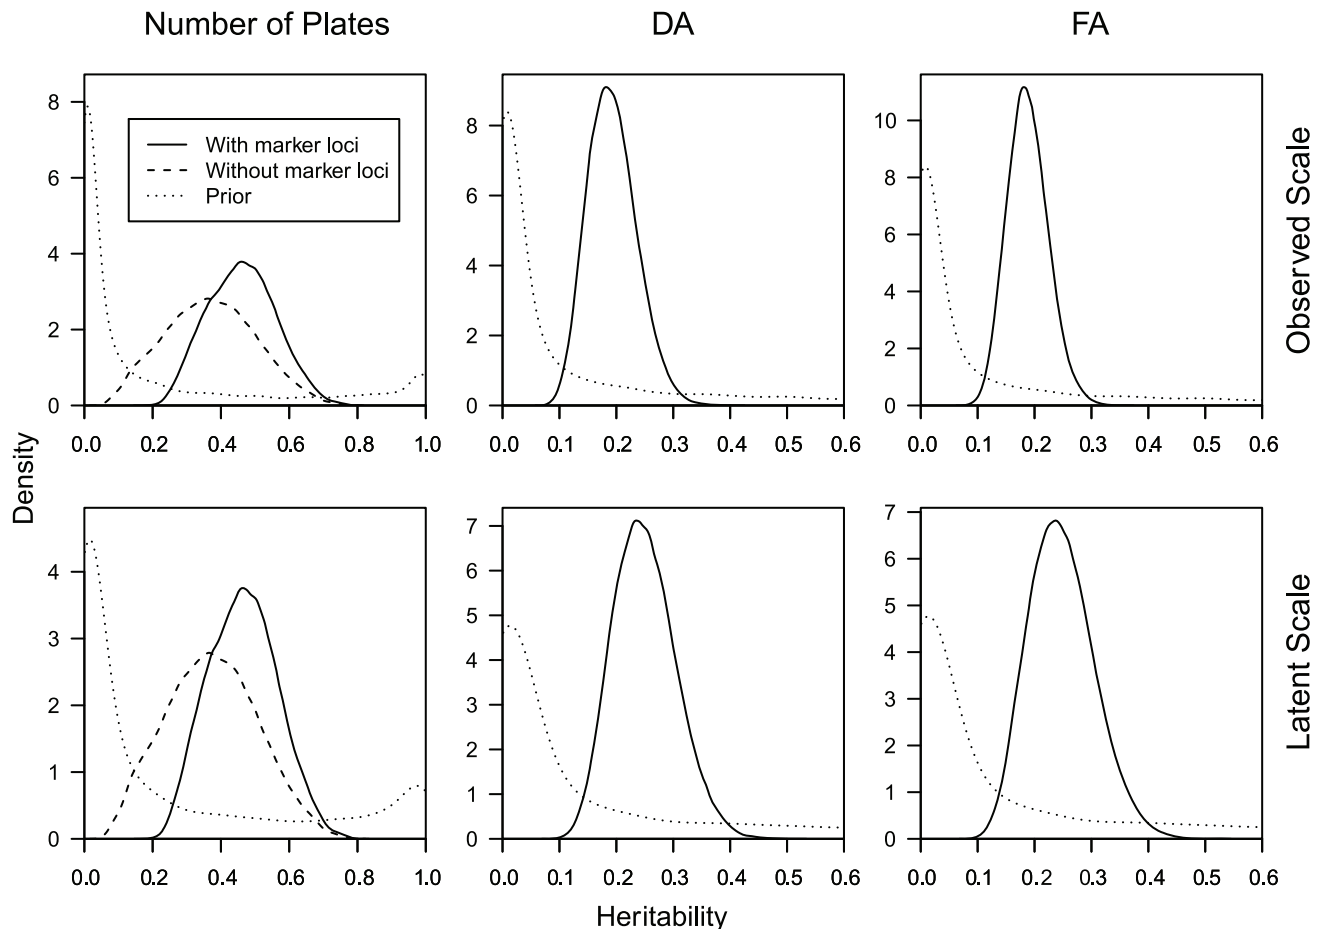 Number of Plates
DA
FA
8
6
4
2
0
With marker loci
Without marker loci
Prior
0.0 0.2 0.4 0.6 0.8 1.0
8
6
4
2
0
0.0 0.1 0.2 0.3 0.4 0.5 0.6
10
8
6
4
2
0
0.0 0.1 0.2 0.3 0.4 0.5 0.6
Observed Scale
Density
4
3
2
1
0
0.0 0.2 0.4 0.6 0.8 1.0
7
6
5
4
3
2
1
0
0.0 0.1 0.2 0.3 0.4 0.5 0.6
7
6
5
4
3
2
1
0
0.0 0.1 0.2 0.3 0.4 0.5 0.6
Latent Scale
Heritability